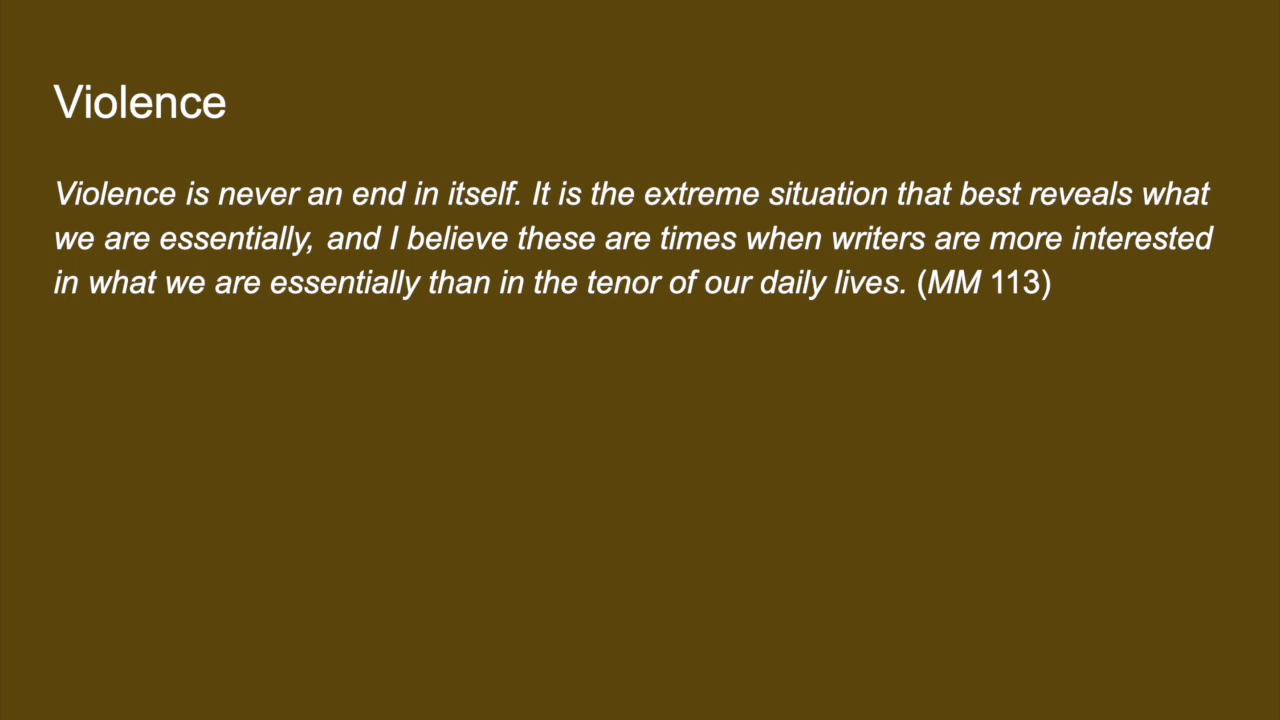 Violence
Violence is never an end in itself. It is the extreme situation that best reveals what
we are essentially, and I believe these are times when writers are more interested
in what we are essentially than in the tenor of our daily lives. (MM 113)